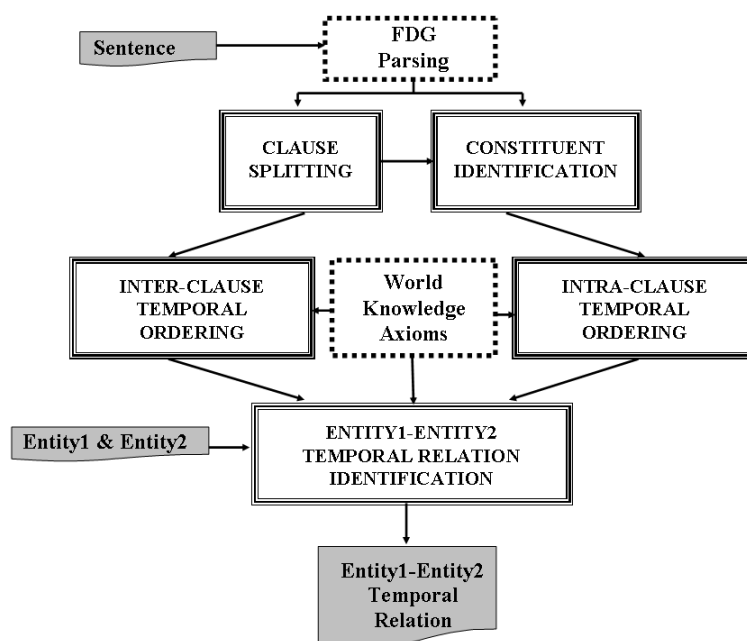 Sentence
FDG
Parsing
CLAUSE
SPLITTING
CONSTITUENT
IDENTIFICATION
INTER-CLAUSE
TEMPORAL
ORDERING
World
Knowledge
Axioms
INTRA-CLAUSE
TEMPORAL
ORDERING
Entity1 & Entity2
ENTITY1-ENTITY2
TEMPORAL RELATION
IDENTIFICATION
Entity1-Entity2
Temporal
Relation